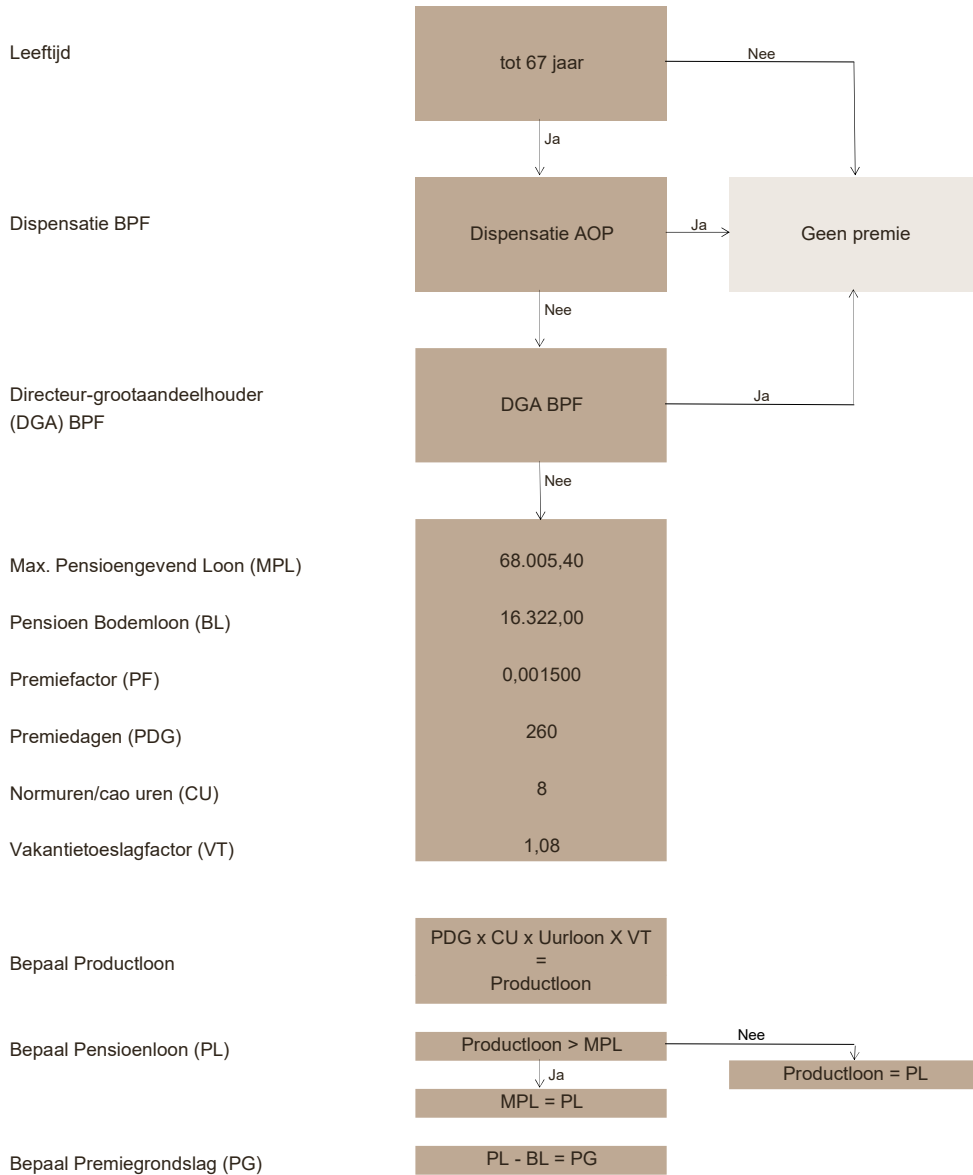 Leeftijd
tot 67 jaar
Nee
Ja
Dispensatie BPF
Dispensatie AOP
Ja
Geen premie
Nee
Directeur-grootaandeelhouder
(DGA) BPF
DGA BPF
Ja
Nee
Max. Pensioengevend Loon (MPL)
68.005,40
Pensioen Bodemloon (BL)
16.322,00
Premiefactor (PF)
0,001500
Premiedagen (PDG)
260
Normuren/cao uren (CU)
8
Vakantietoeslagfactor (VT)
1,08
Bepaal Productloon
PDG x CU x Uurloon X VT
=
Productloon
Bepaal Pensioenloon (PL)
Productloon > MPL
Nee
Productloon = PL
Ja
MPL = PL
Bepaal Premiegrondslag (PG)
PL - BL = PG